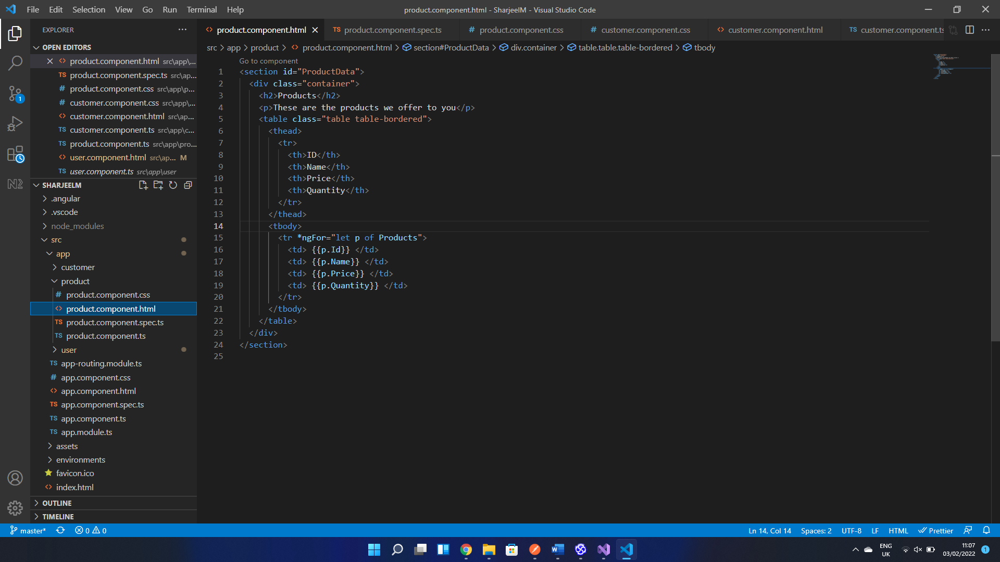 File Edit Selection View Go Run Terminal Help
product.component.html - SharjeelM - Visual Studio Code
EXPLORER
OPEN EDITORS
product.component.html src\app\...
product.component.spec.ts src\ap...
product.component.css src\app\p...
customer.component.css src\app\...
customer.component.html src\ap...
customer.component.ts src\app\c...
product.component.ts src\app\pro...
user.component.html src\ap... M
user.component.ts src\app\user
SHARJEELM
.angular
.vscode
node_modules
src
app
customer
product
product.component.css
product.component.html
product.component.spec.ts
product.component.ts
user
app-routing.module.ts
app.component.css
app.component.html
app.component.spec.ts
app.component.ts
app.module.ts
assets
environments
favicon.ico
index.html
OUTLINE
TIMELINE
product.component.html product.component.spec.ts product.component.css customer.component.css customer.component.html customer.component.ts
src > app > product > product.component.html > section#ProductData > div.container > table.table.table-bordered > tbody
Go to component
1 <section id="ProductData">
2 <div class="container">
3 <h2>Products</h2>
4 <p>These are the products we offer to you</p>
5 <table class="table table-bordered">
6 <thead>
7 <tr>
8 <th>ID</th>
9 <th>Name</th>
10 <th>Price</th>
11 <th>Quantity</th>
12 </tr>
13 </thead>
14 <tbody>
15 <tr *ngFor="let p of Products">
16 <td> {{p.Id}} </td>
17 <td> {{p.Name}} </td>
18 <td> {{p.Price}} </td>
19 <td> {{p.Quantity}} </td>
20 </tr>
21 </tbody>
22 </table>
23 </div>
24 </section>
25
master* 0 0
Ln 14, Col 14 Spaces: 2 UTF-8 LF HTML Prettier
ENG
UK
11:07
03/02/2022
1